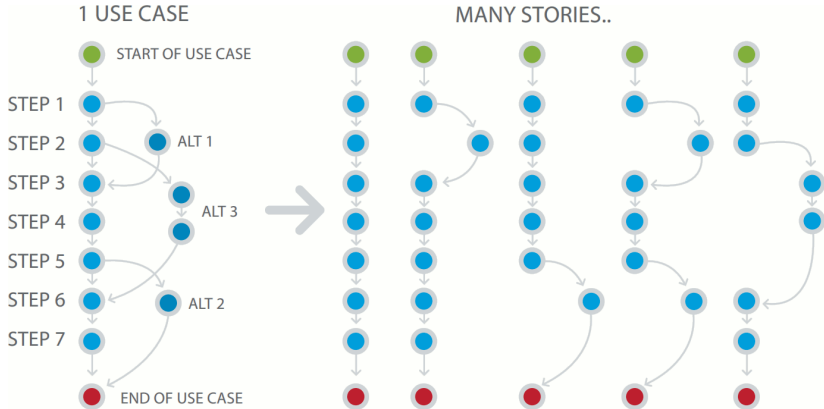 1 USE CASE
MANY STORIES..
START OF USE CASE
STEP 1
STEP 2
ALT 1
STEP 3
ALT 3
STEP 4
STEP 5
STEP 6
ALT 2
STEP 7
END OF USE CASE